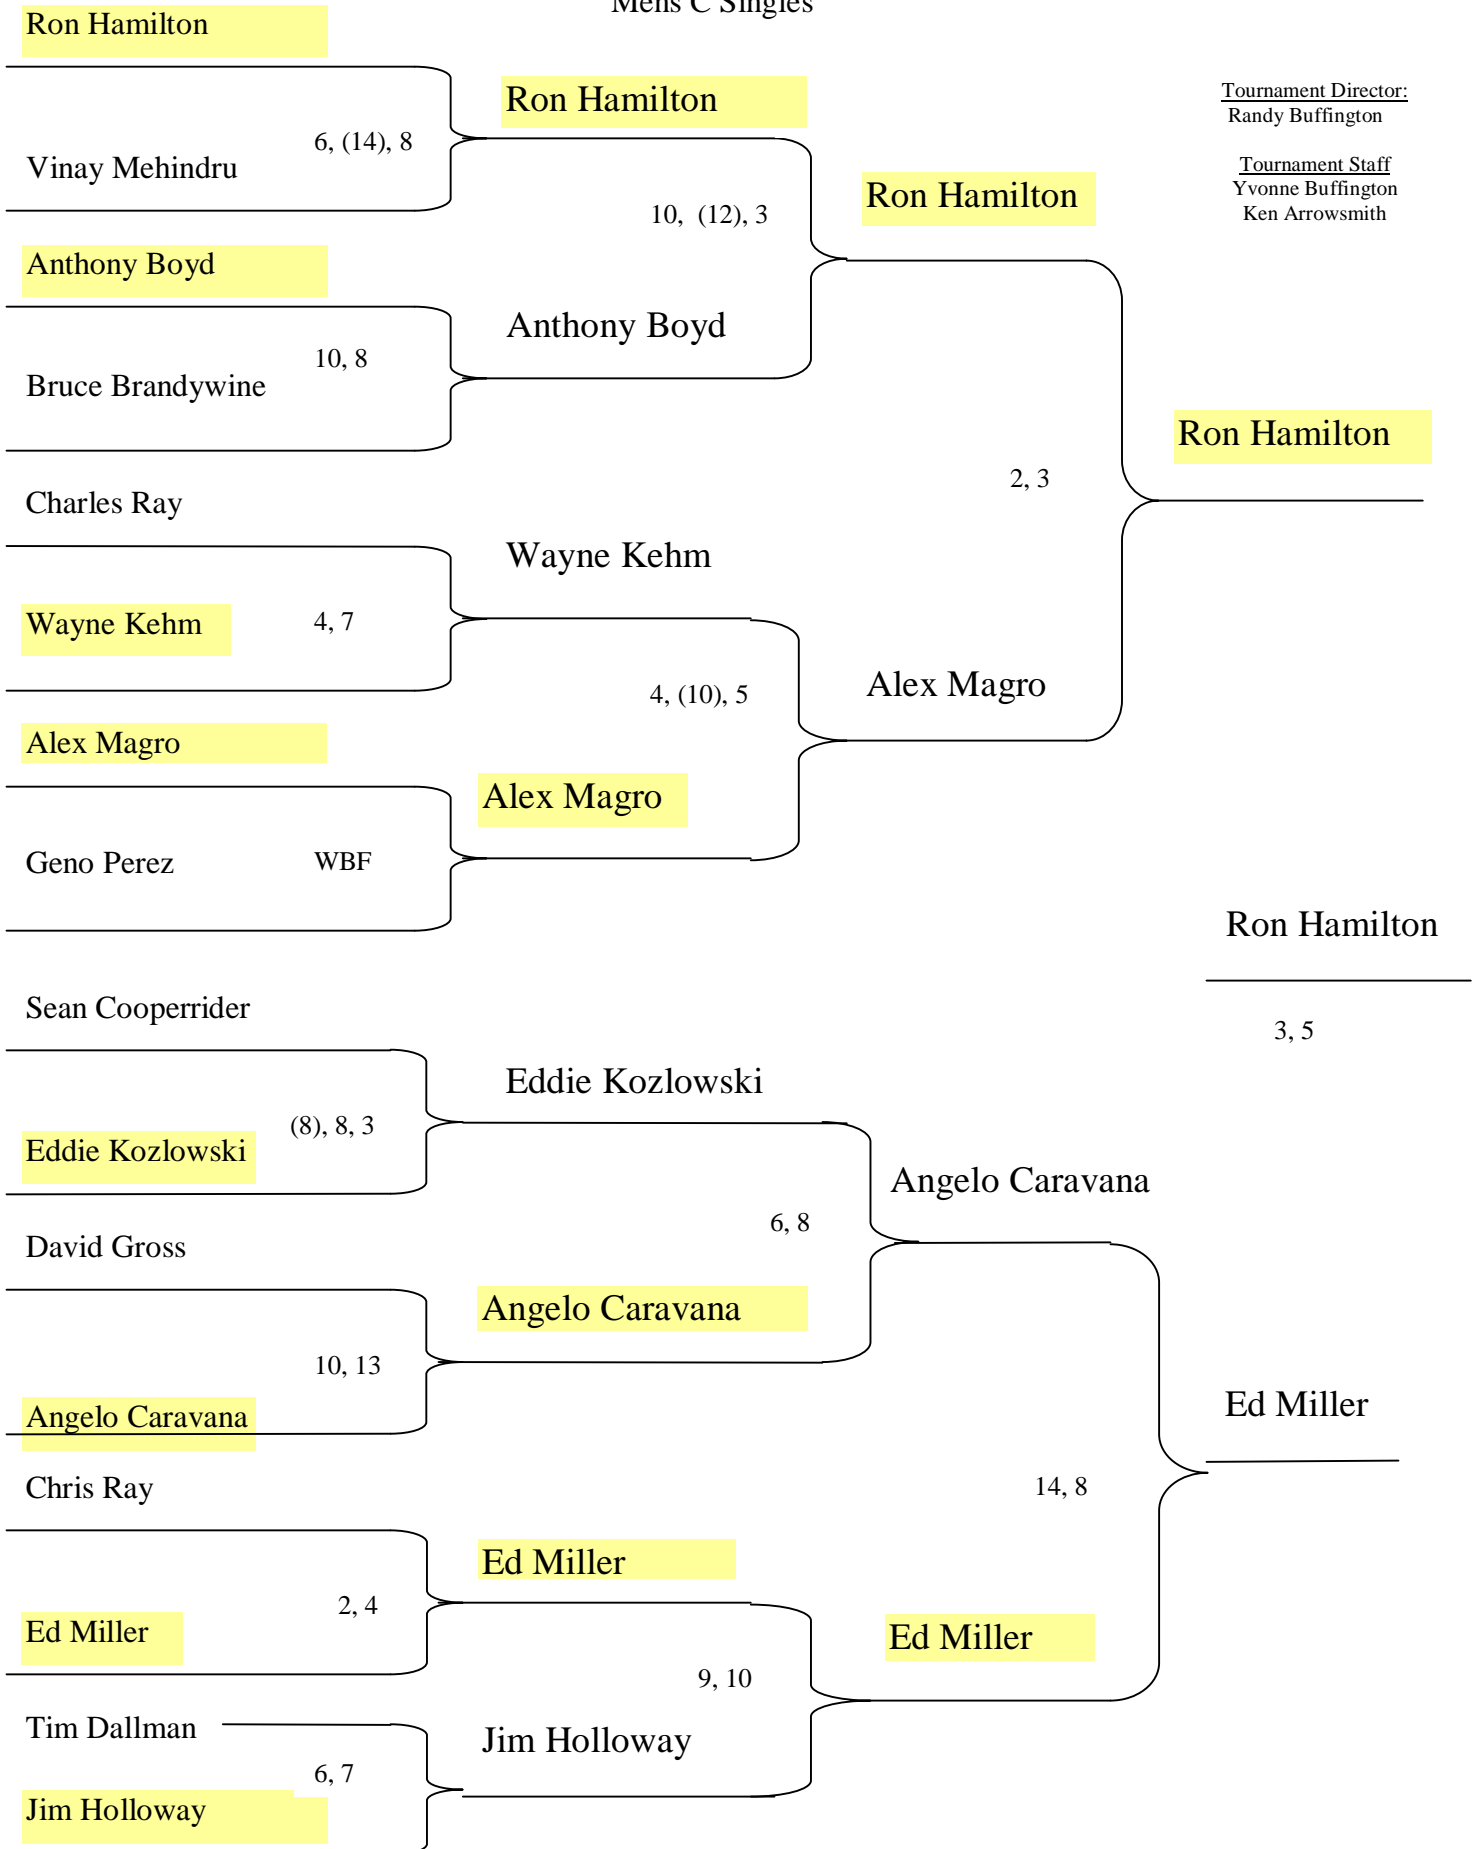 Mens C Singles
Tournament Director:
Randy Buffington
Tournament Staff
Yvonne Buffington
Ken Arrowsmith
Ron Hamilton
6, (14), 8
Vinay Mehindru
Anthony Boyd
10, 8
Bruce Brandywine
Charles Ray
Wayne Kehm
4, 7
Alex Magro
Geno Perez
WBF
Sean Cooperrider
(8), 8, 3
Eddie Kozlowski
David Gross
10, 13
Angelo Caravana
Chris Ray
2, 4
Ed Miller
Tim Dallman
6, 7
Jim Holloway
Ron Hamilton
10, (12), 3
Anthony Boyd
Wayne Kehm
4, (10), 5
Alex Magro
Eddie Kozlowski
6, 8
Angelo Caravana
Ed Miller
9, 10
Jim Holloway
Ron Hamilton
2, 3
Alex Magro
Angelo Caravana
14, 8
Ed Miller
Ron Hamilton
Ron Hamilton
3, 5
Ed Miller